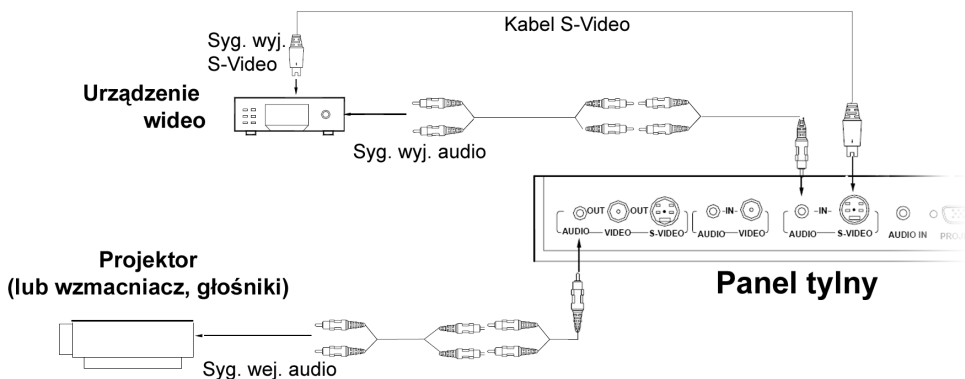 Kabel S-Video
Syg. wyj.
S-Video
Urządzenie
wideo
Syg. wyj. audio
OUT OUT -IN- -IN-
AUDIO VIDEO S-VIDEO AUDIO VIDEO AUDIO S-VIDEO AUDIO IN
Panel tylny
Projektor
(lub wzmacniacz, głośniki)
Syg. wej. audio